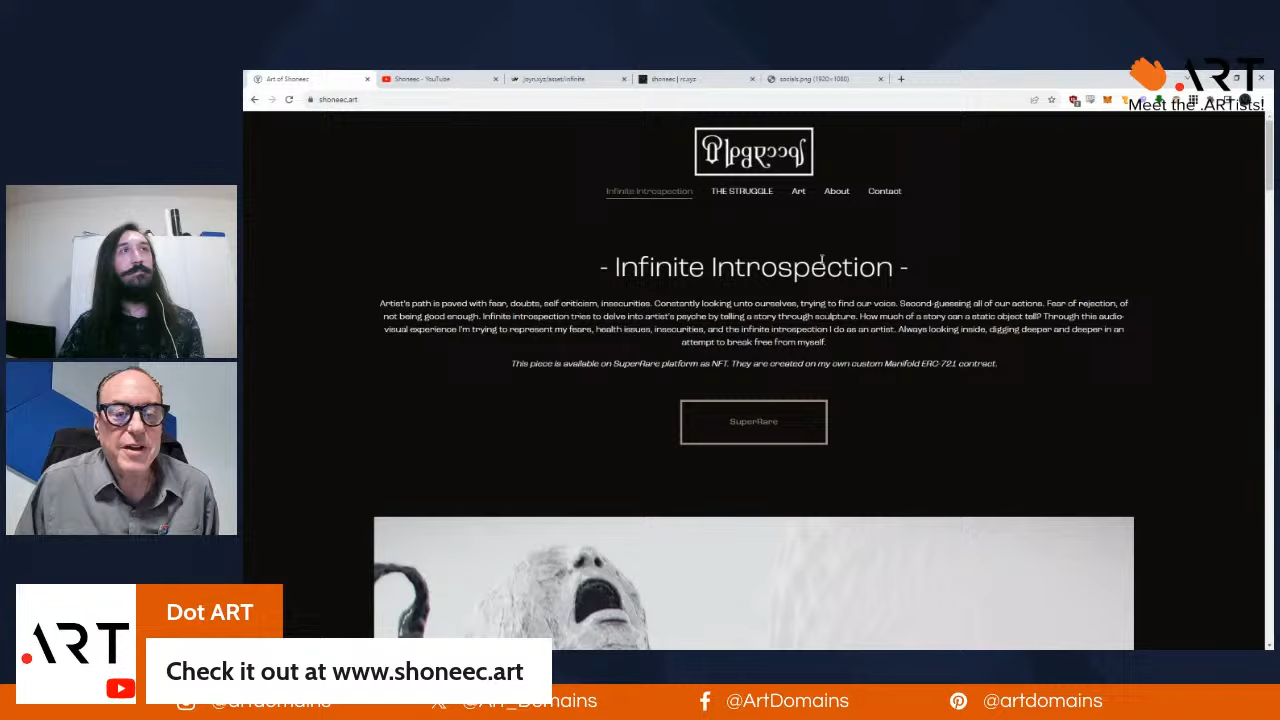 Art of Shoneec
Shoneec - YouTube
joyn.xyz/asset/infinite
shoneec | rc.xyz
socials.png (1920×1080)
shoneec.art
.ART
Meet the .ARTists!
Infinite Introspection
THE STRUGGLE
Art
About
Contact
- Infinite Introspection -
Artist's path is paved with fear, doubts, self criticism, insecurities. Constantly looking unto ourselves, trying to find our voice. Second-guessing all of our actions. Fear of rejection, of
not being good enough. Infinite introspection tries to delve into artist's psyche by telling a story through sculpture. How much of a story can a static object tell? Through this audio-
visual experience I'm trying to represent my fears, health issues, insecurities, and the infinite introspection I do as an artist. Always looking inside, digging deeper and deeper in an
attempt to break free from myself.
This piece is available on SuperRare platform as NFT. They are created on my own custom Manifold ERC-721 contract.
SuperRare
.ART
Dot ART
Check it out at www.shoneec.art
@artdomains
@Art_Domains
@ArtDomains
@artdomains